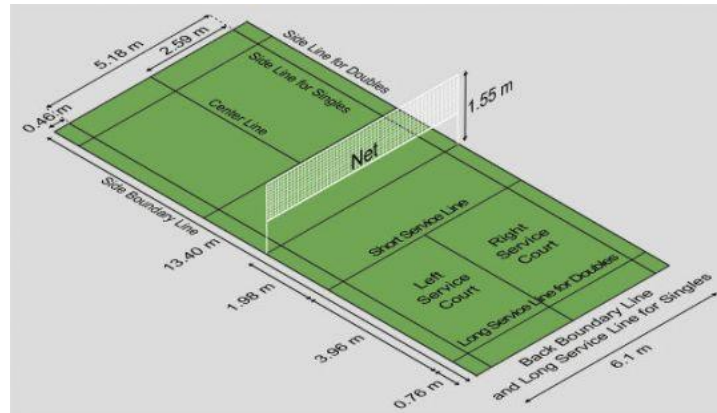 5.18 m
2.59 m
0.46 m
Side Line for Doubles
Side Line for Singles
Center Line
1.55 m
Net
Side Boundary Line
13.40 m
Short Service Line
Right
Service
Court
Left
Service
Court
1.98 m
Long Service Line for Doubles
3.96 m
Back Boundary Line
and Long Service Line for Singles
0.76 m
6.1 m